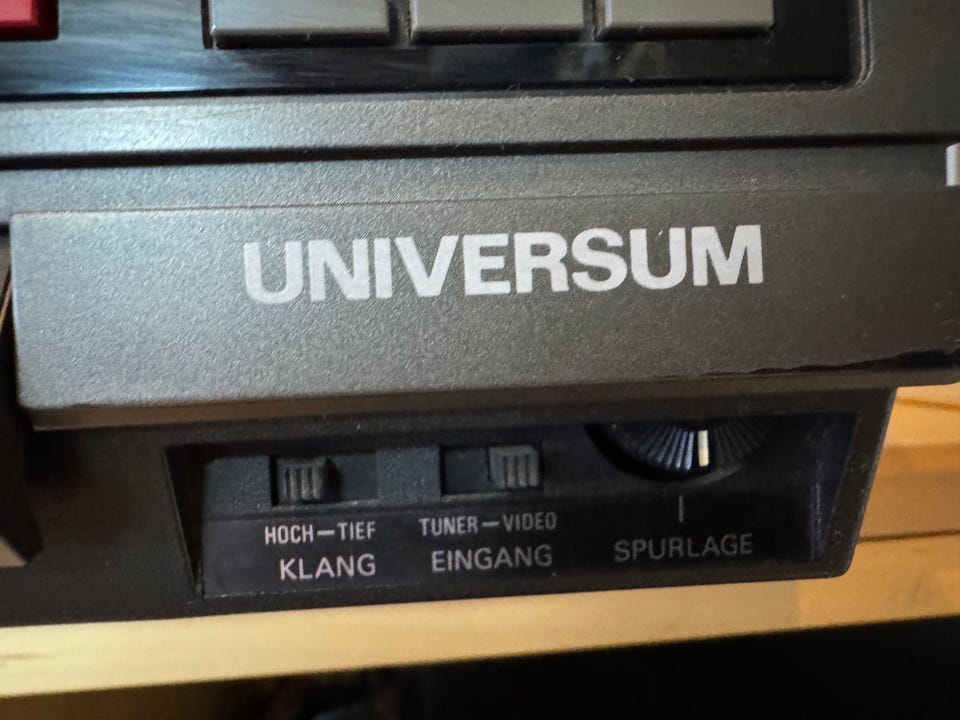 UNIVERSUM
HOCH–TIEF TUNER–VIDEO
KLANG EINGANG SPURLAGE